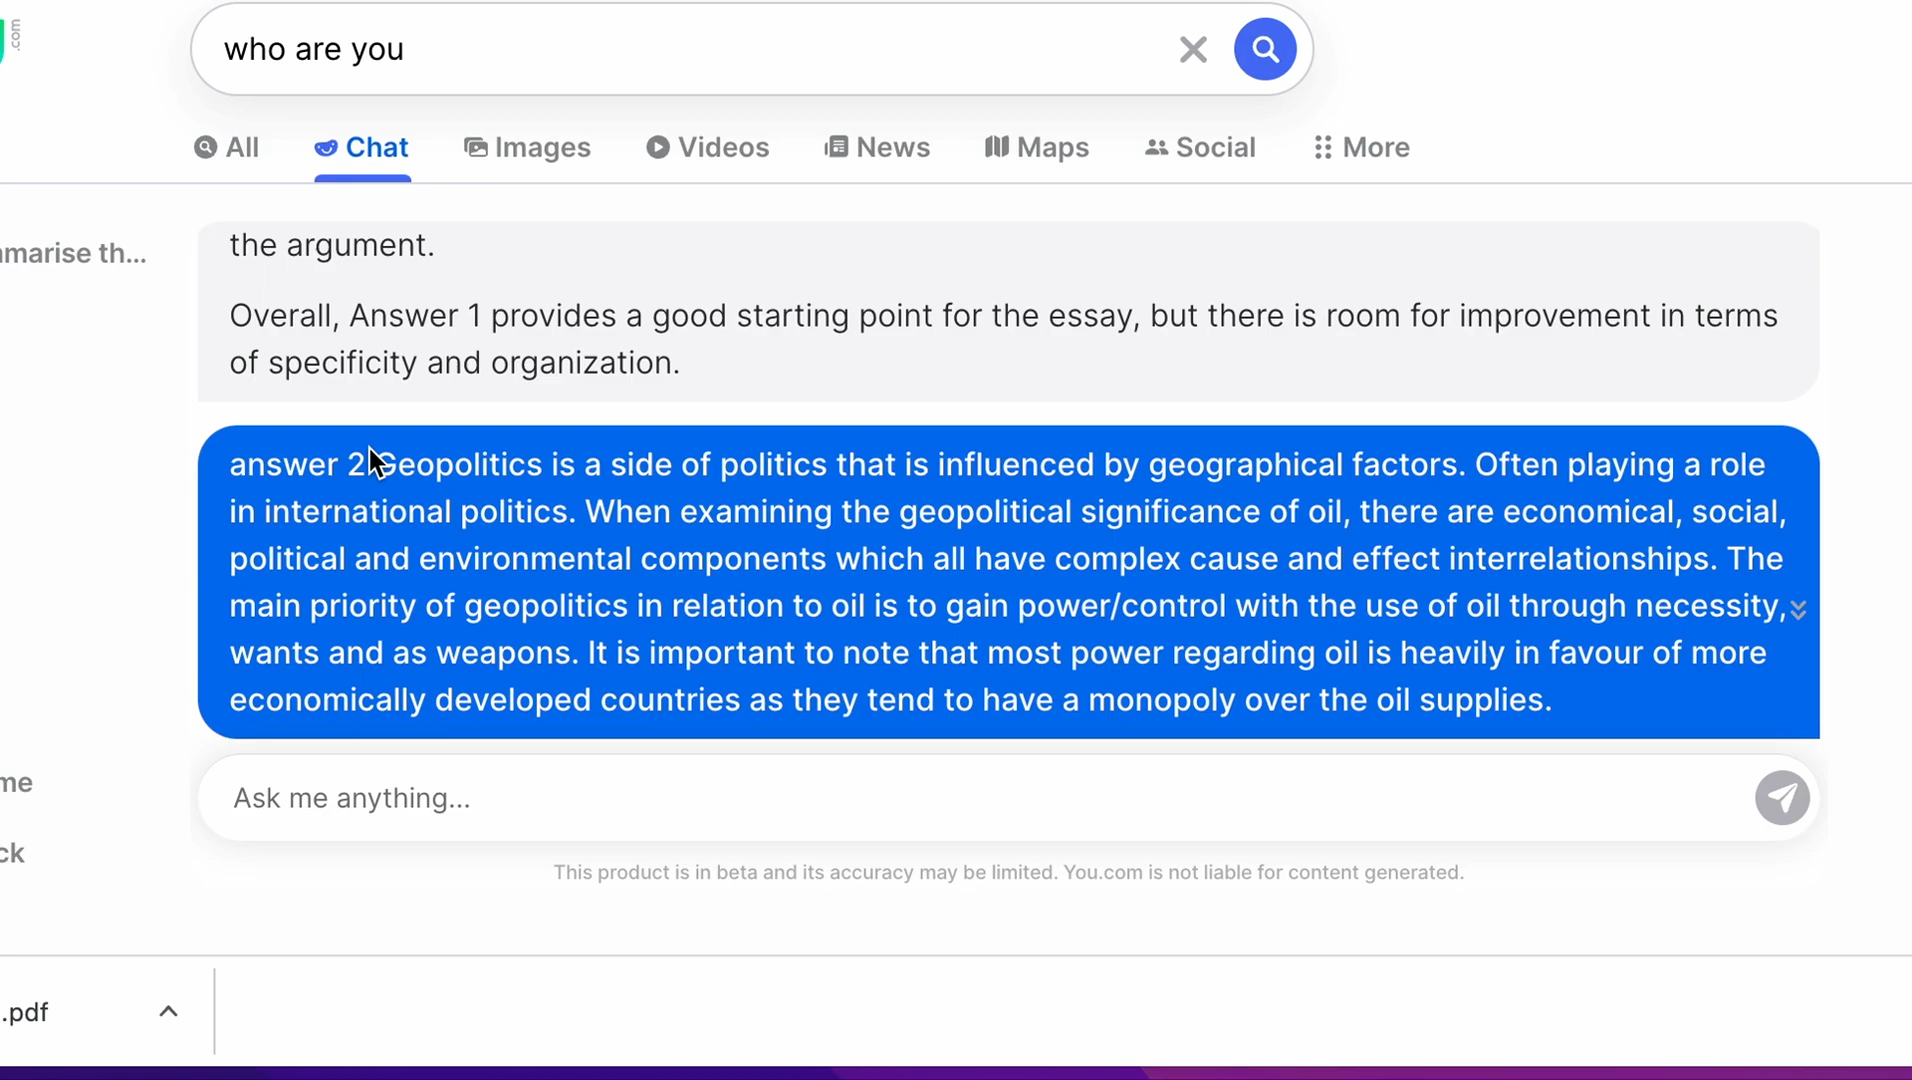 .com
who are you
All Chat Images Videos News Maps Social More
marise th...
the argument.
Overall, Answer 1 provides a good starting point for the essay, but there is room for improvement in terms
of specificity and organization.
answer 2 Geopolitics is a side of politics that is influenced by geographical factors. Often playing a role
in international politics. When examining the geopolitical significance of oil, there are economical, social,
political and environmental components which all have complex cause and effect interrelationships. The
main priority of geopolitics in relation to oil is to gain power/control with the use of oil through necessity,
wants and as weapons. It is important to note that most power regarding oil is heavily in favour of more
economically developed countries as they tend to have a monopoly over the oil supplies.
me
Ask me anything...
ck
This product is in beta and its accuracy may be limited. You.com is not liable for content generated.
.pdf